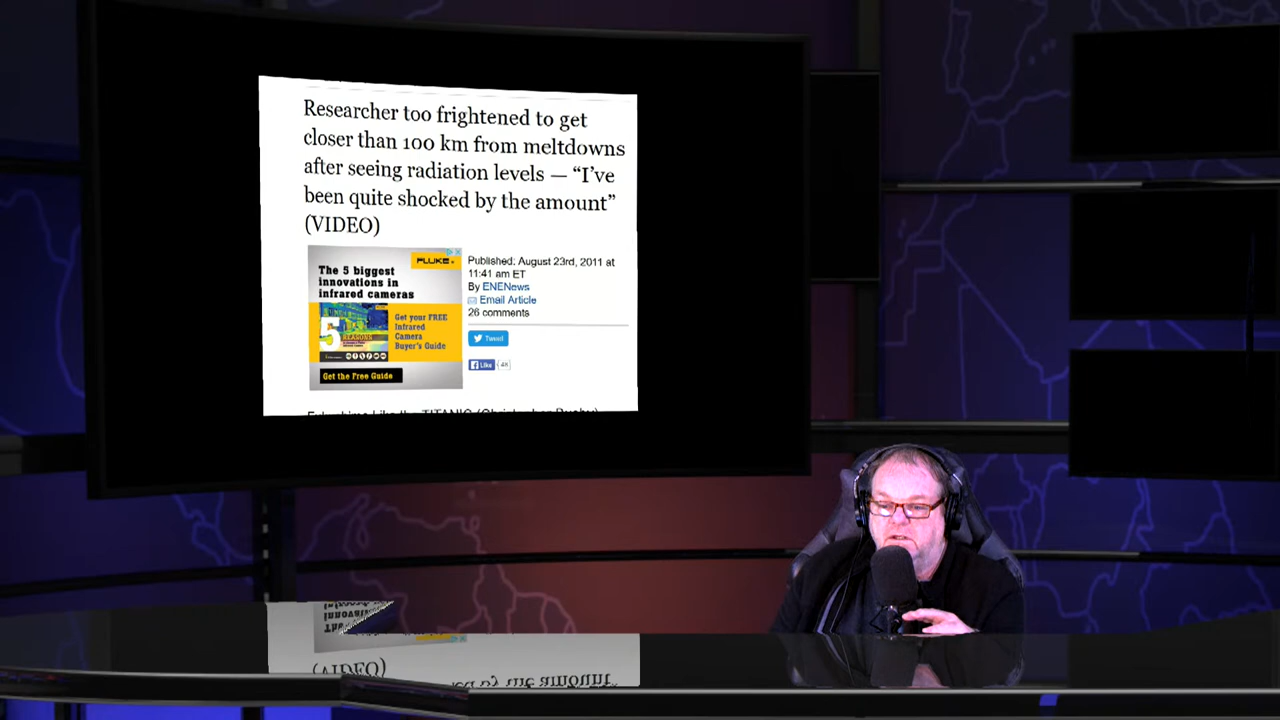 Researcher too frightened to get
closer than 100 km from meltdowns
after seeing radiation levels — “I’ve
been quite shocked by the amount”
(VIDEO)
FLUKE
The 5 biggest
innovations in
infrared cameras
5
REASONS
Get your FREE
Infrared
Camera
Buyer's Guide
Get the Free Guide
Published: August 23rd, 2011 at
11:41 am ET
By ENENews
Email Article
26 comments
Tweet
Like
48